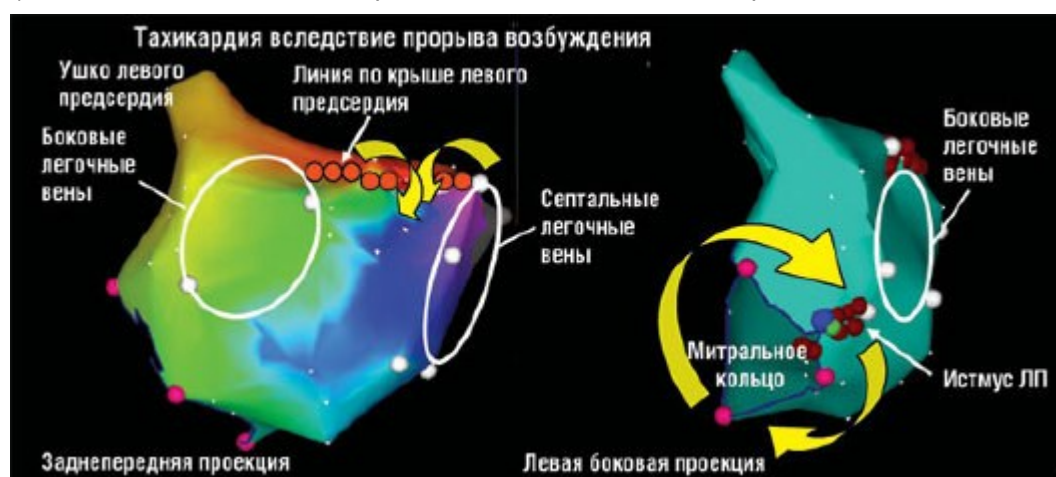 Тахикардия вследствие прорыва возбуждения
Ушко левого
предсердия
Линия по крыше левого
предсердия
Боковые
легочные
вены
Септальные
легочные
вены
Заднепередняя проекция
Боковые
легочные
вены
Митральное
кольцо
Истмус ЛП
Левая боковая проекция